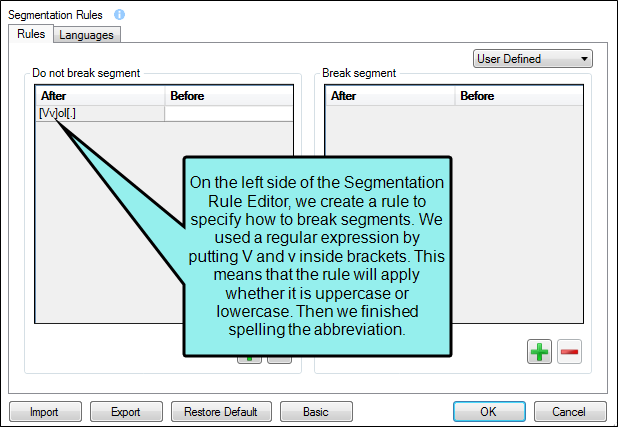 Segmentation Rules
Rules
Languages
User Defined
Do not break segment
After Before
[Vv]ol[.]
Break segment
After Before
On the left side of the Segmentation
Rule Editor, we create a rule to
specify how to break segments. We
used a regular expression by
putting V and v inside brackets. This
means that the rule will apply
whether it is uppercase or
lowercase. Then we finished
spelling the abbreviation.
Import
Export
Restore Default
Basic
OK
Cancel